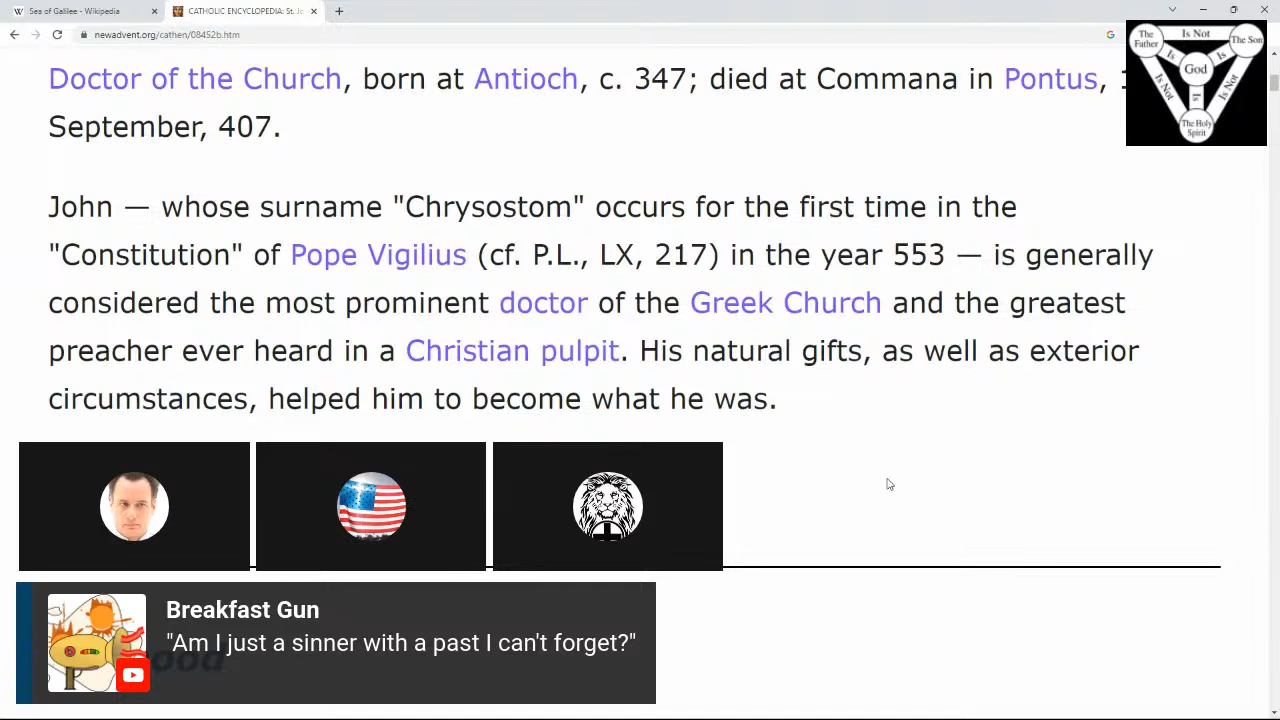 Sea of Galilee - Wikipedia
CATHOLIC ENCYCLOPEDIA: St. Jo
newadvent.org/cathen/08452b.htm
Doctor of the Church, born at Antioch, c. 347; died at Commana in Pontus,
September, 407.
John — whose surname "Chrysostom" occurs for the first time in the
"Constitution" of Pope Vigilius (cf. P.L., LX, 217) in the year 553 — is generally
considered the most prominent doctor of the Greek Church and the greatest
preacher ever heard in a Christian pulpit. His natural gifts, as well as exterior
circumstances, helped him to become what he was.
The Father
Is Not
The Son
Is
Is
God
Is Not
Is
Is Not
The Holy Spirit
Breakfast Gun
"Am I just a sinner with a past I can't forget?"